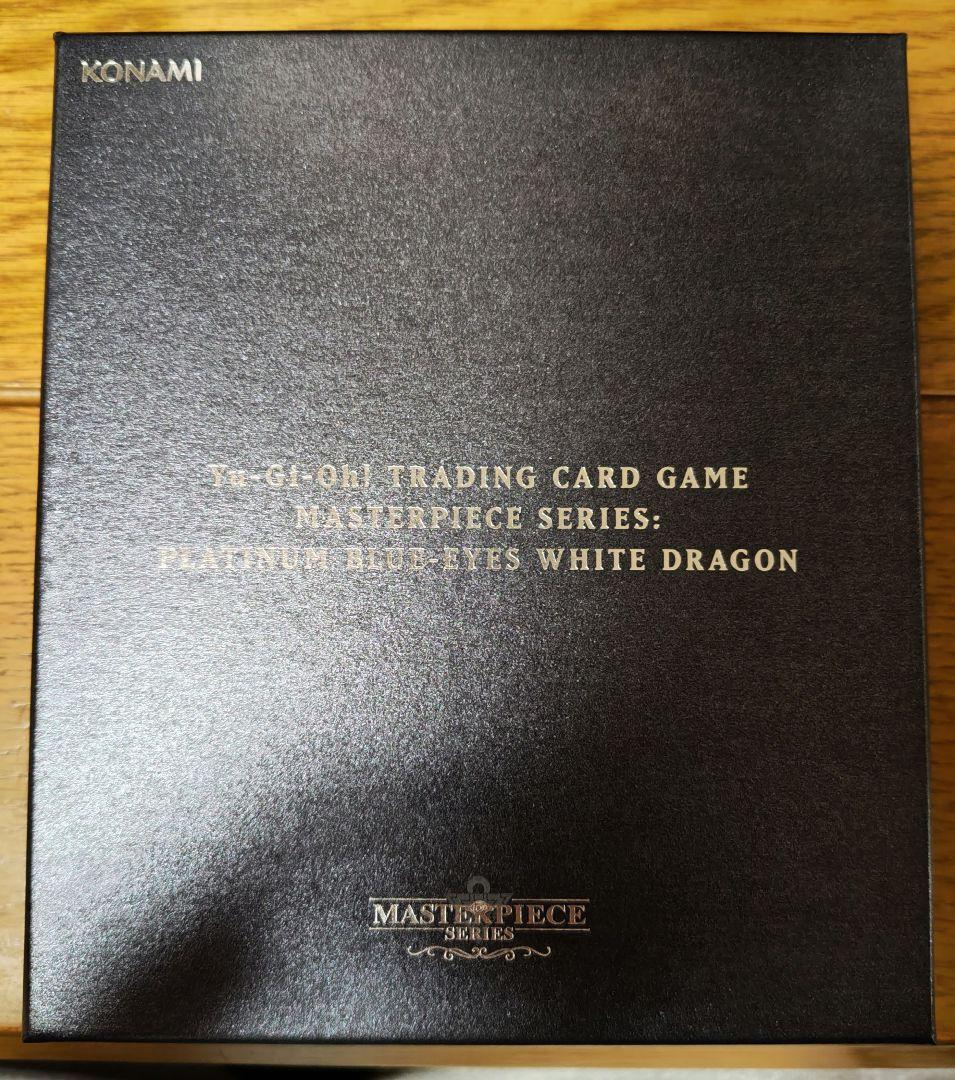 KONAMI
Yu-Gi-Oh! TRADING CARD GAME
MASTERPIECE SERIES:
PLATINUM BLUE-EYES WHITE DRAGON
MASTERPIECE
SERIES